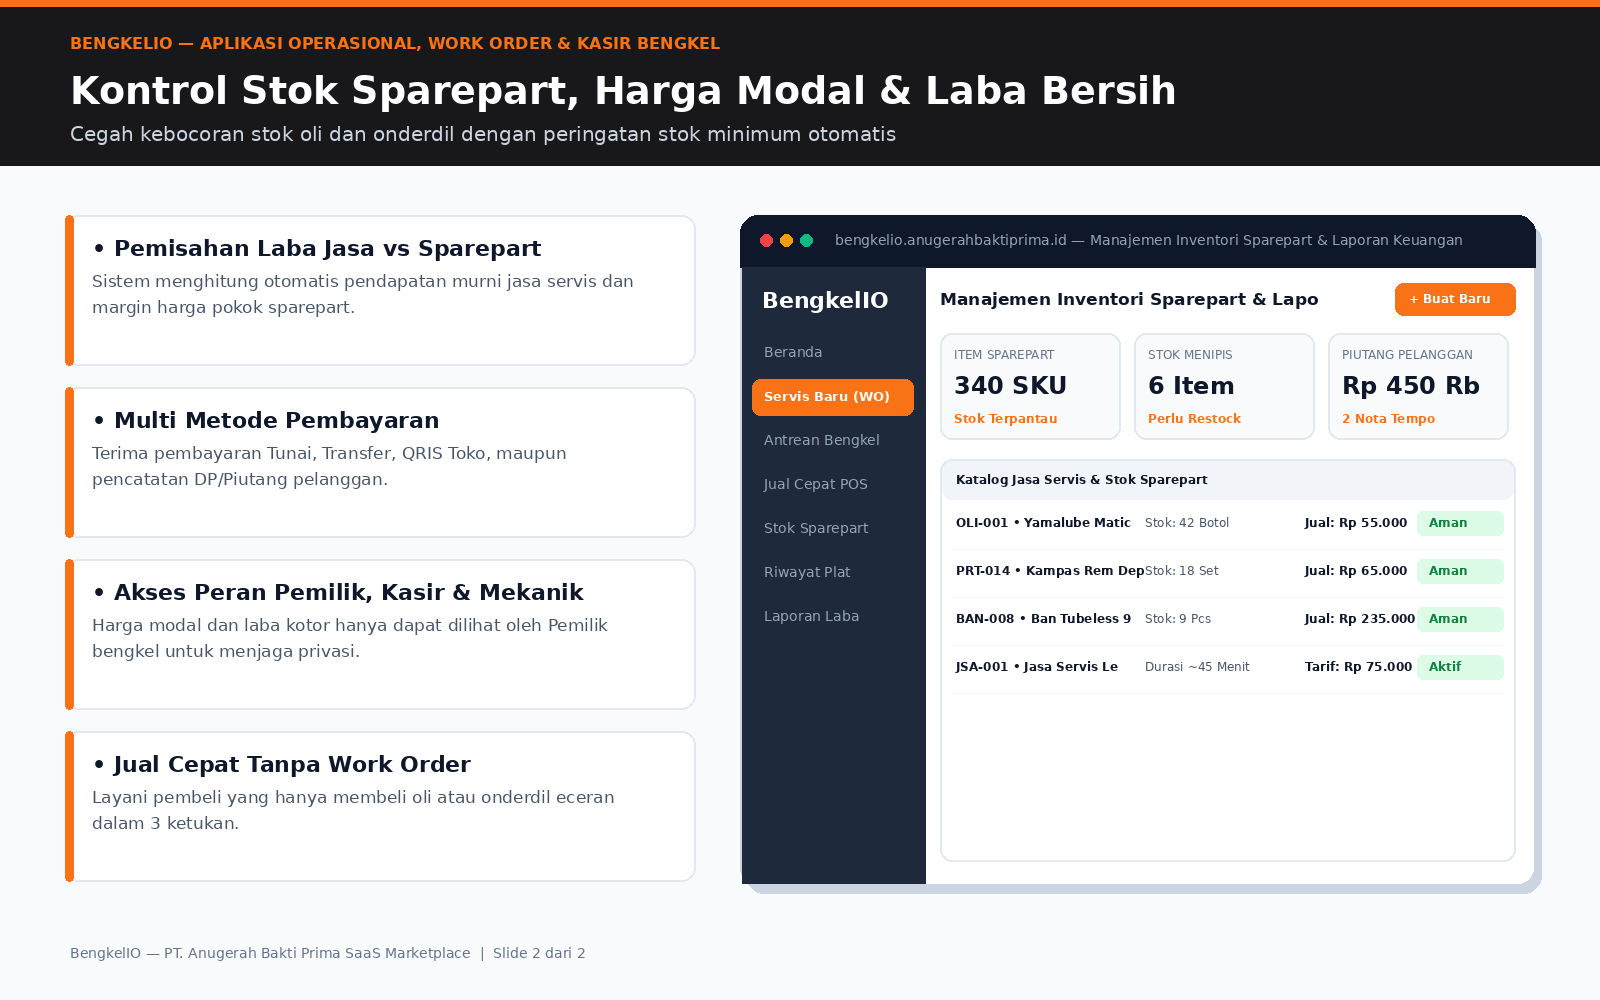 BENGKELIO — APLIKASI OPERASIONAL, WORK ORDER & KASIR BENGKEL
Kontrol Stok Sparepart, Harga Modal & Laba Bersih
Cegah kebocoran stok oli dan onderdil dengan peringatan stok minimum otomatis
• Pemisahan Laba Jasa vs Sparepart
Sistem menghitung otomatis pendapatan murni jasa servis dan
margin harga pokok sparepart.
• Multi Metode Pembayaran
Terima pembayaran Tunai, Transfer, QRIS Toko, maupun
pencatatan DP/Piutang pelanggan.
• Akses Peran Pemilik, Kasir & Mekanik
Harga modal dan laba kotor hanya dapat dilihat oleh Pemilik
bengkel untuk menjaga privasi.
• Jual Cepat Tanpa Work Order
Layani pembeli yang hanya membeli oli atau onderdil eceran
dalam 3 ketukan.
bengkelio.anugerahbaktiprima.id — Manajemen Inventori Sparepart & Laporan Keuangan
BengkelIO
Beranda
Servis Baru (WO)
Antrean Bengkel
Jual Cepat POS
Stok Sparepart
Riwayat Plat
Laporan Laba
Manajemen Inventori Sparepart & Lapo
+ Buat Baru
ITEM SPAREPART
340 SKU
Stok Terpantau
STOK MENIPIS
6 Item
Perlu Restock
PIUTANG PELANGGAN
Rp 450 Rb
2 Nota Tempo
Katalog Jasa Servis & Stok Sparepart
OLI-001 • Yamalube Matic Stok: 42 Botol Jual: Rp 55.000 Aman
PRT-014 • Kampas Rem Dep Stok: 18 Set Jual: Rp 65.000 Aman
BAN-008 • Ban Tubeless 9 Stok: 9 Pcs Jual: Rp 235.000 Aman
JSA-001 • Jasa Servis Le Durasi ~45 Menit Tarif: Rp 75.000 Aktif
BengkelIO — PT. Anugerah Bakti Prima SaaS Marketplace | Slide 2 dari 2